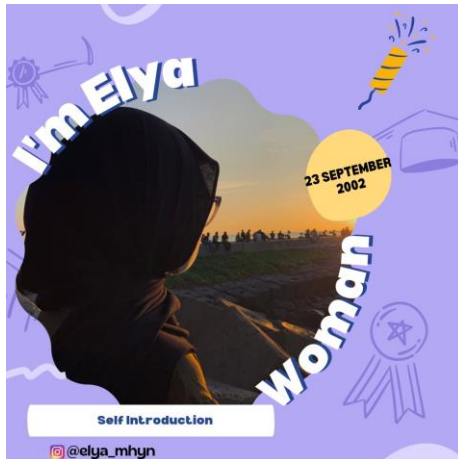 I'm Elya
23 SEPTEMBER
2002
Woman
Self Introduction
@elya_mhyn